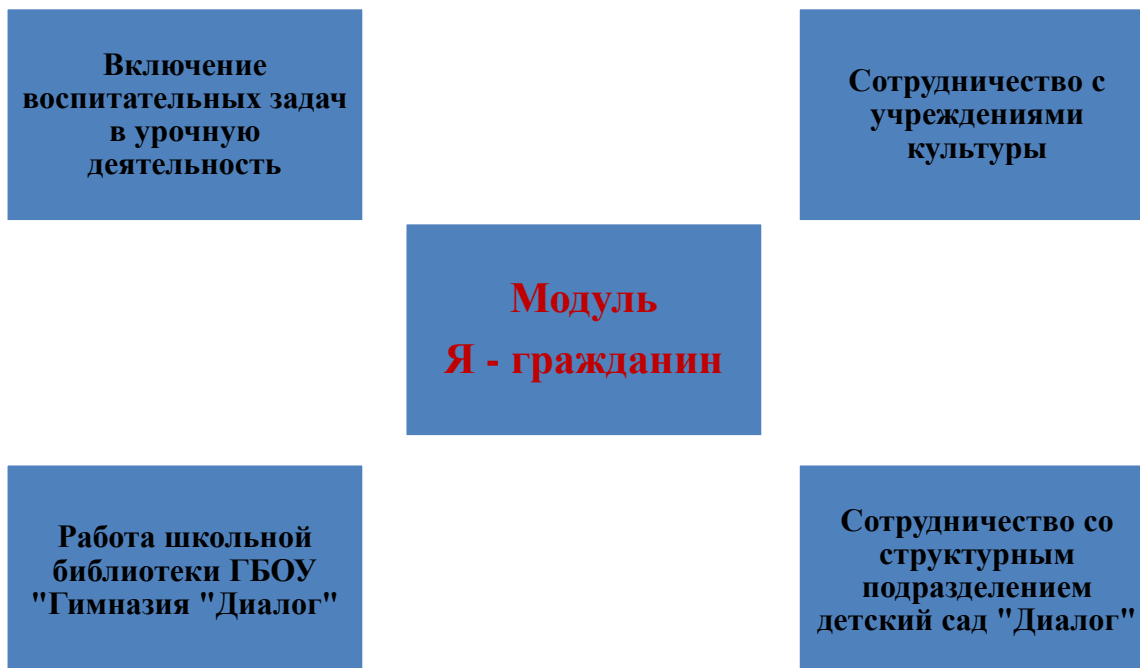 Включение
воспитательных задач
в урочную
деятельность
Сотрудничество с
учреждениями
культуры
Модуль
Я - гражданин
Работа школьной
библиотеки ГБОУ
"Гимназия "Диалог"
Сотрудничество со
структурным
подразделением
детский сад "Диалог"